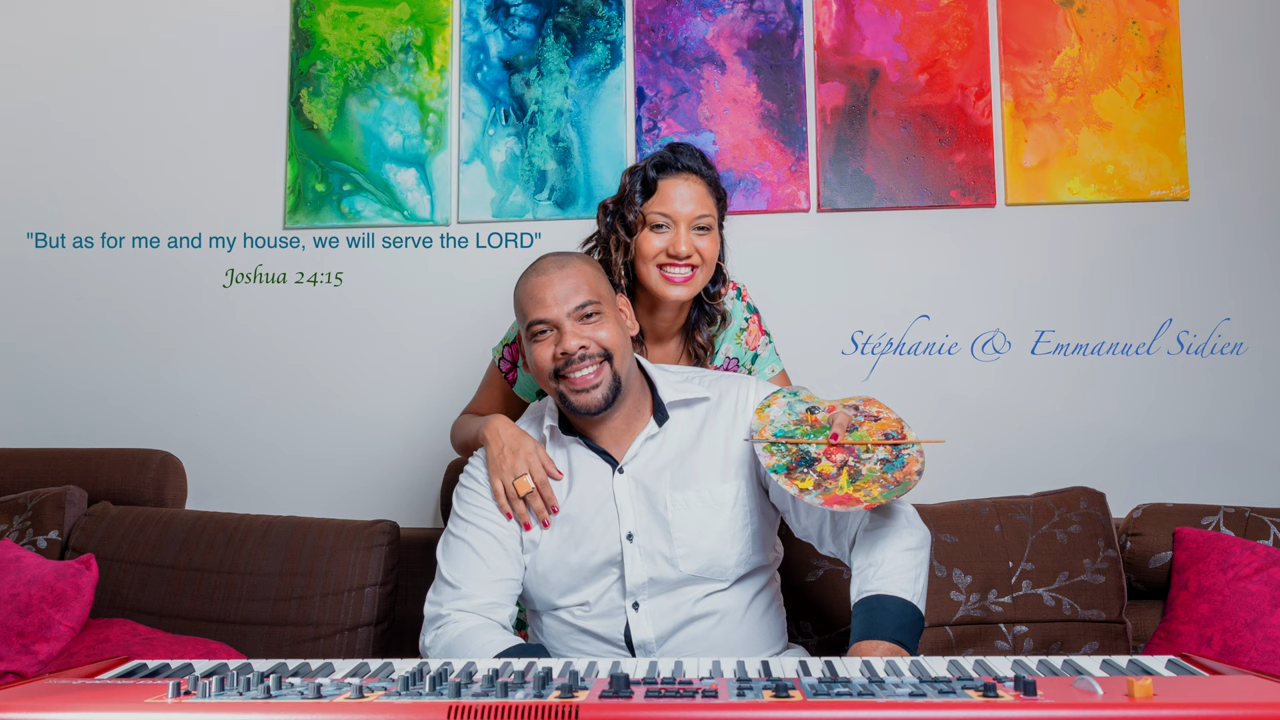 "But as for me and my house, we will serve the LORD"
Joshua 24:15
Stéphanie & Emmanuel Sidien